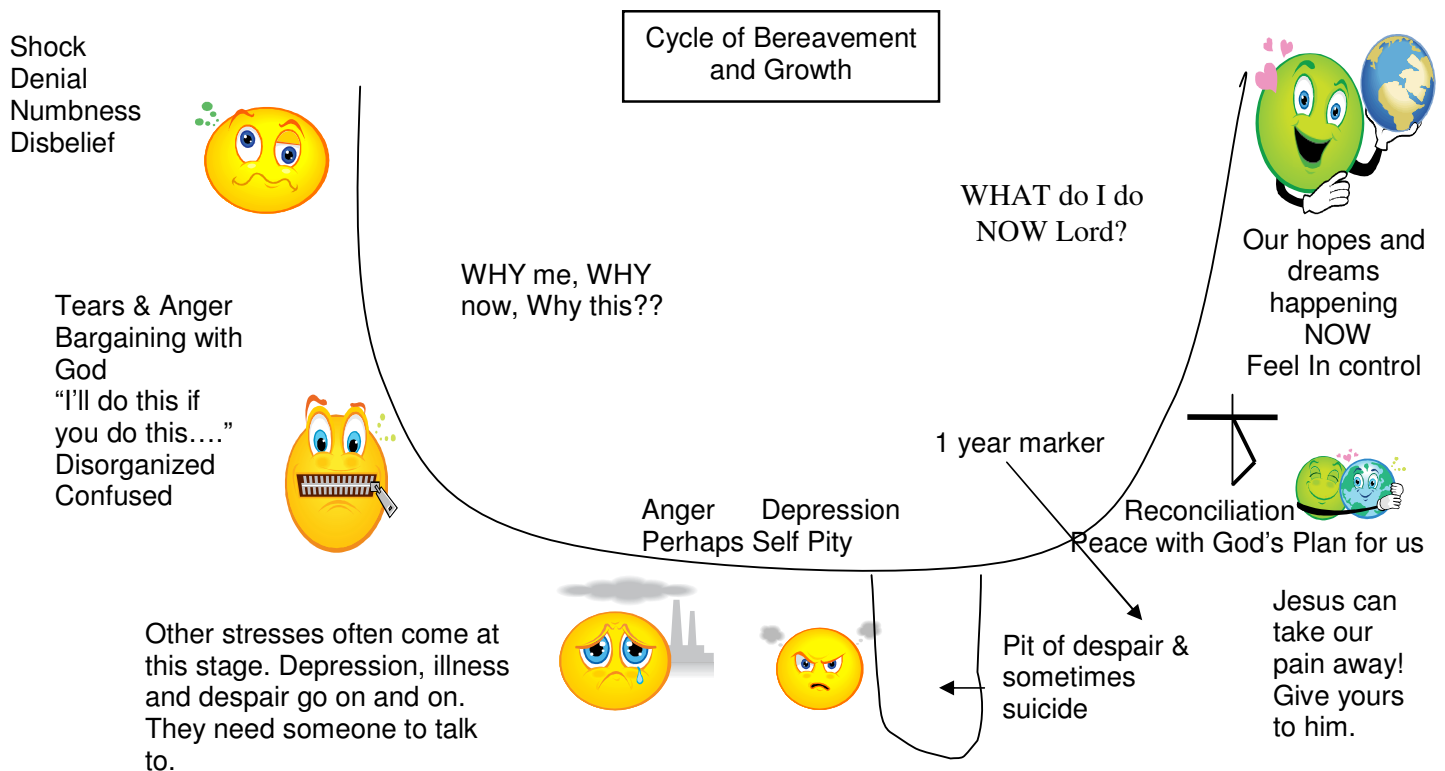 Cycle of Bereavement
and Growth
Shock
Denial
Numbness
Disbelief
WHAT do I do
NOW Lord?
Our hopes and
dreams
happening
NOW
Feel In control
WHY me, WHY
now, Why this??
Tears & Anger
Bargaining with
God
“I’ll do this if
you do this….”
Disorganized
Confused
1 year marker
Anger Depression
Perhaps Self Pity
Reconciliation
Peace with God’s Plan for us
Other stresses often come at
this stage. Depression, illness
and despair go on and on.
They need someone to talk
to.
Pit of despair &
sometimes
suicide
Jesus can
take our
pain away!
Give yours
to him.